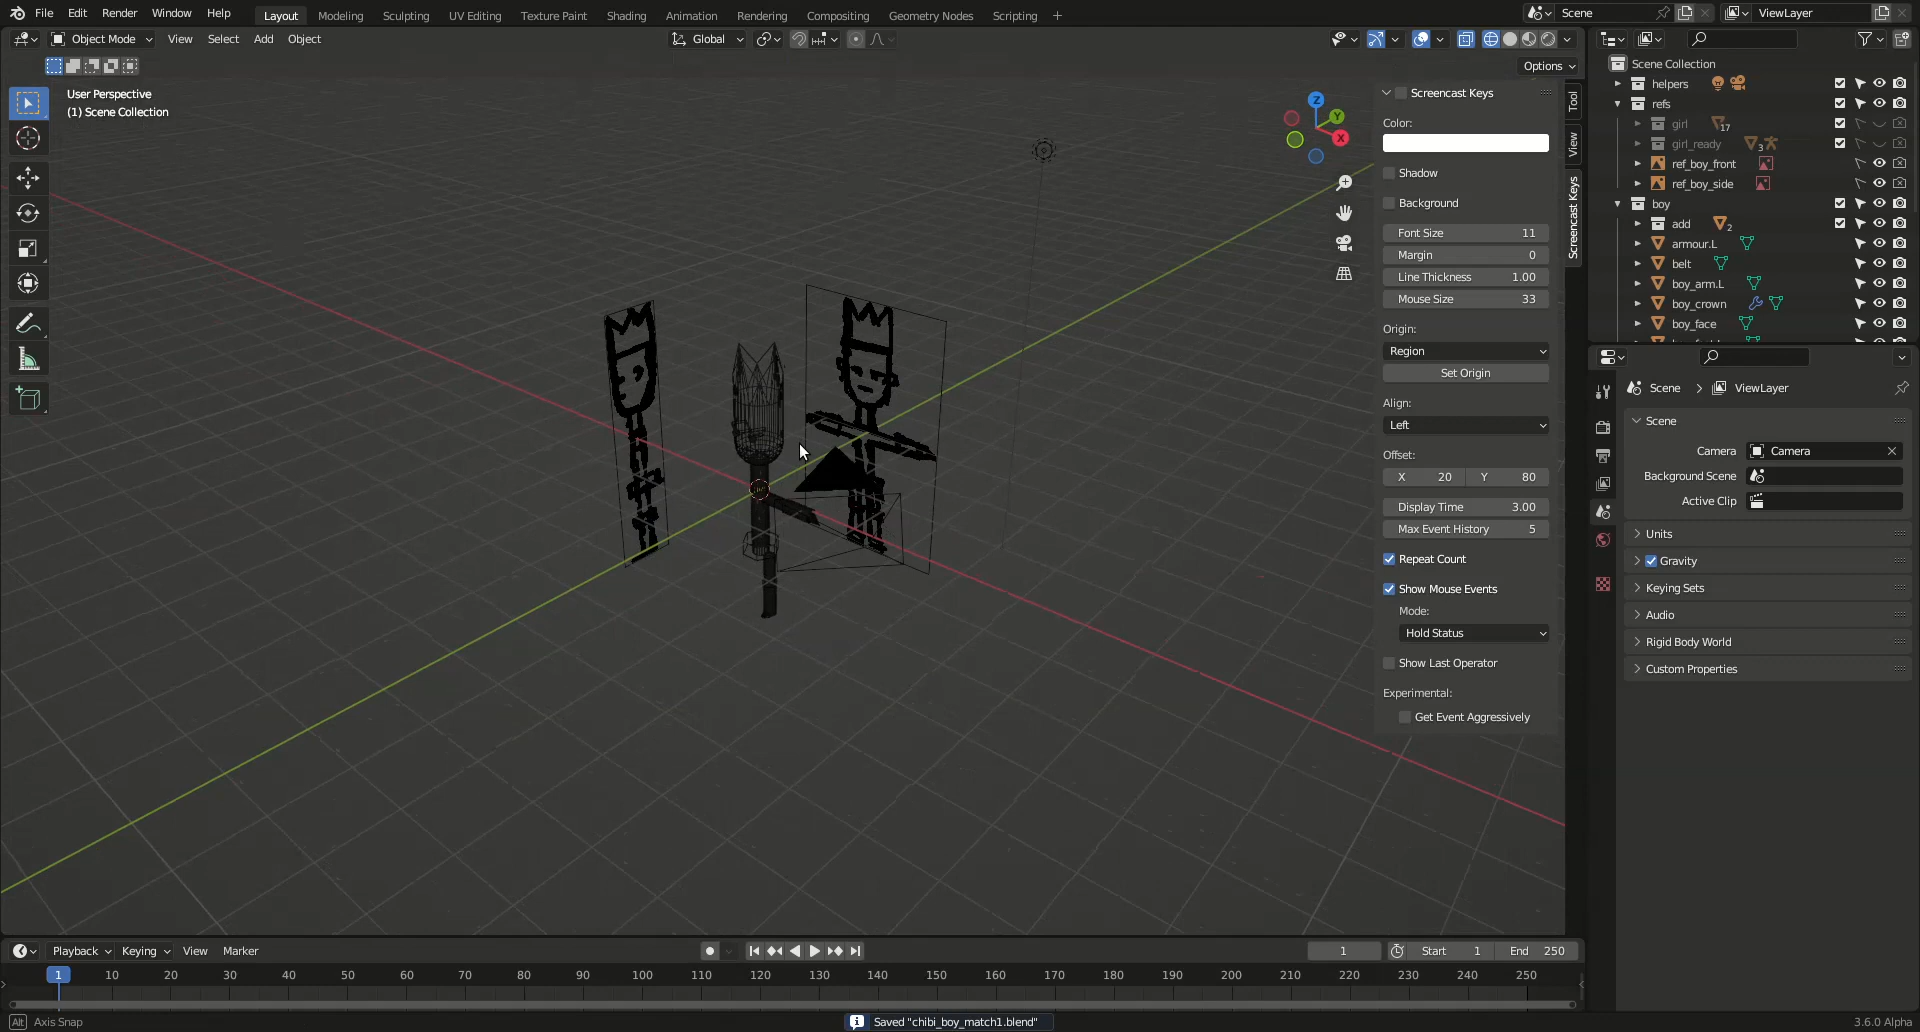 File Edit Render Window Help Layout Modeling Sculpting UV Editing Texture Paint Shading Animation Rendering Compositing Geometry Nodes Scripting + Scene ViewLayer
Object Mode View Select Add Object Global
Options
User Perspective
(1) Scene Collection
Z
Y
X
Screencast Keys
Color:
Shadow
Background
Font Size 11
Margin 0
Line Thickness 1.00
Mouse Size 33
Origin:
Region
Set Origin
Align:
Left
Offset:
X 20 Y 80
Display Time 3.00
Max Event History 5
Repeat Count
Show Mouse Events
Mode:
Hold Status
Show Last Operator
Experimental:
Get Event Aggressively
Tool
View
Screencast Keys
Scene Collection
helpers
refs
girl 17
girl_ready 3
ref_boy_front
ref_boy_side
boy
add 2
armour.L
belt
boy_arm.L
boy_crown
boy_face
Scene > ViewLayer
Scene
Camera Camera
Background Scene
Active Clip
Units
Gravity
Keying Sets
Audio
Rigid Body World
Custom Properties
Playback Keying View Marker 1 Start 1 End 250
1 10 20 30 40 50 60 70 80 90 100 110 120 130 140 150 160 170 180 190 200 210 220 230 240 250
Alt Axis Snap Saved "chibi_boy_match1.blend" 3.6.0 Alpha